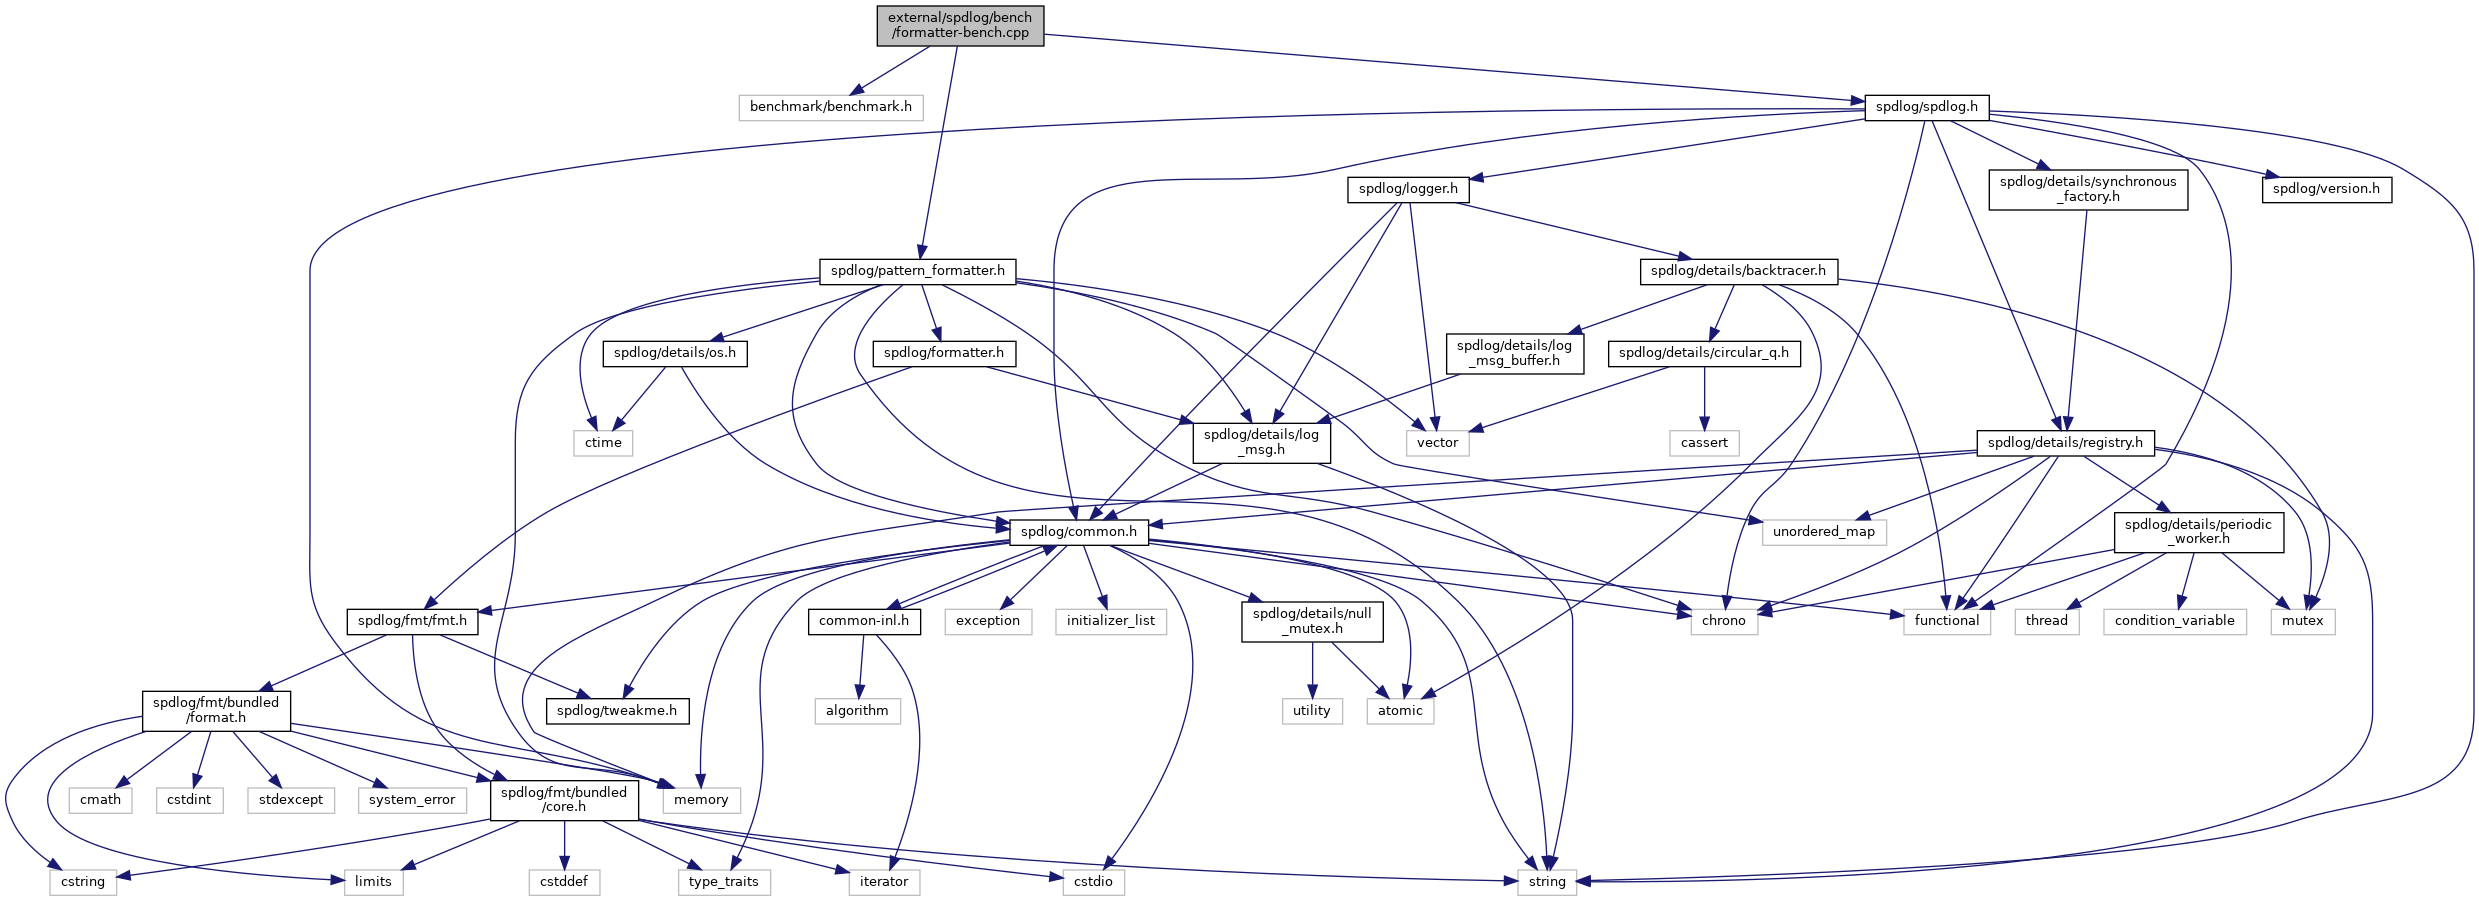 external/spdlog/bench
/formatter-bench.cpp
benchmark/benchmark.h
spdlog/spdlog.h
spdlog/logger.h
spdlog/details/synchronous
_factory.h
spdlog/version.h
spdlog/pattern_formatter.h
spdlog/details/backtracer.h
spdlog/details/os.h
spdlog/formatter.h
spdlog/details/log
_msg_buffer.h
spdlog/details/circular_q.h
ctime
spdlog/details/log
_msg.h
vector
cassert
spdlog/details/registry.h
spdlog/common.h
unordered_map
spdlog/details/periodic
_worker.h
spdlog/fmt/fmt.h
common-inl.h
exception
initializer_list
spdlog/details/null
_mutex.h
chrono
functional
thread
condition_variable
mutex
spdlog/fmt/bundled
/format.h
spdlog/tweakme.h
algorithm
utility
atomic
cmath
cstdint
stdexcept
system_error
spdlog/fmt/bundled
/core.h
memory
cstring
limits
cstddef
type_traits
iterator
cstdio
string